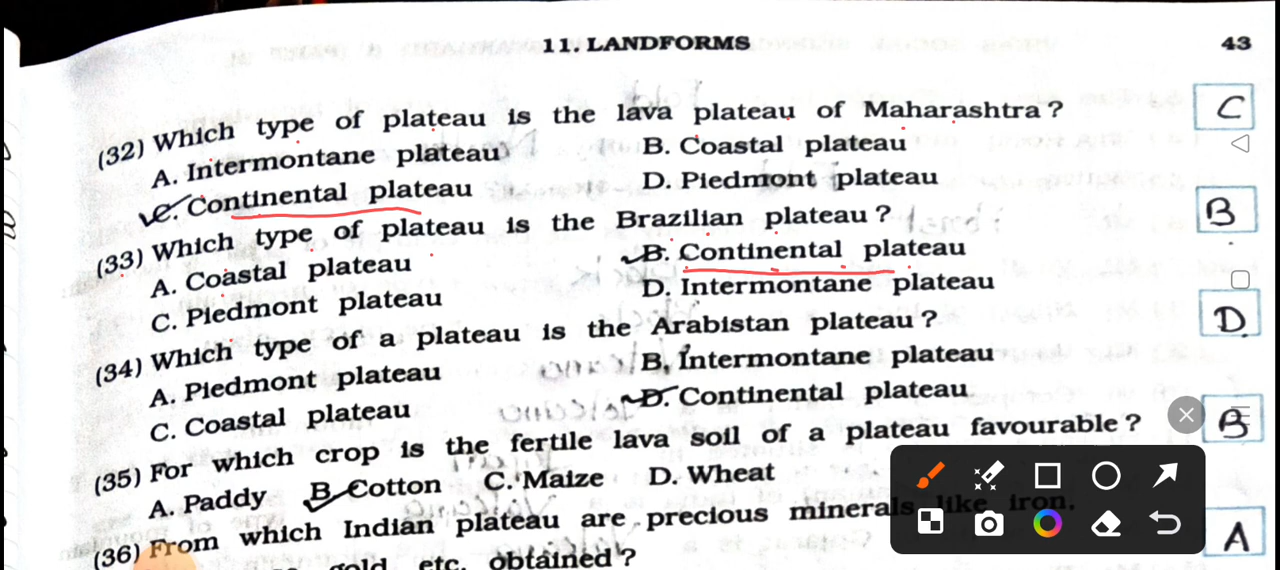 11. LANDFORMS 43
(32) Which type of plateau is the lava plateau of Maharashtra? C
A. Intermontane plateau B. Coastal plateau
C. Continental plateau D. Piedmont plateau
(33) Which type of plateau is the Brazilian plateau? B
A. Coastal plateau B. Continental plateau
C. Piedmont plateau D. Intermontane plateau
(34) Which type of a plateau is the Arabistan plateau? D
A. Piedmont plateau B. Intermontane plateau
C. Coastal plateau D. Continental plateau
(35) For which crop is the fertile lava soil of a plateau favourable? B
A. Paddy B. Cotton C. Maize D. Wheat
(36) From which Indian plateau are precious minerals like iron, A
gold, etc. obtained?